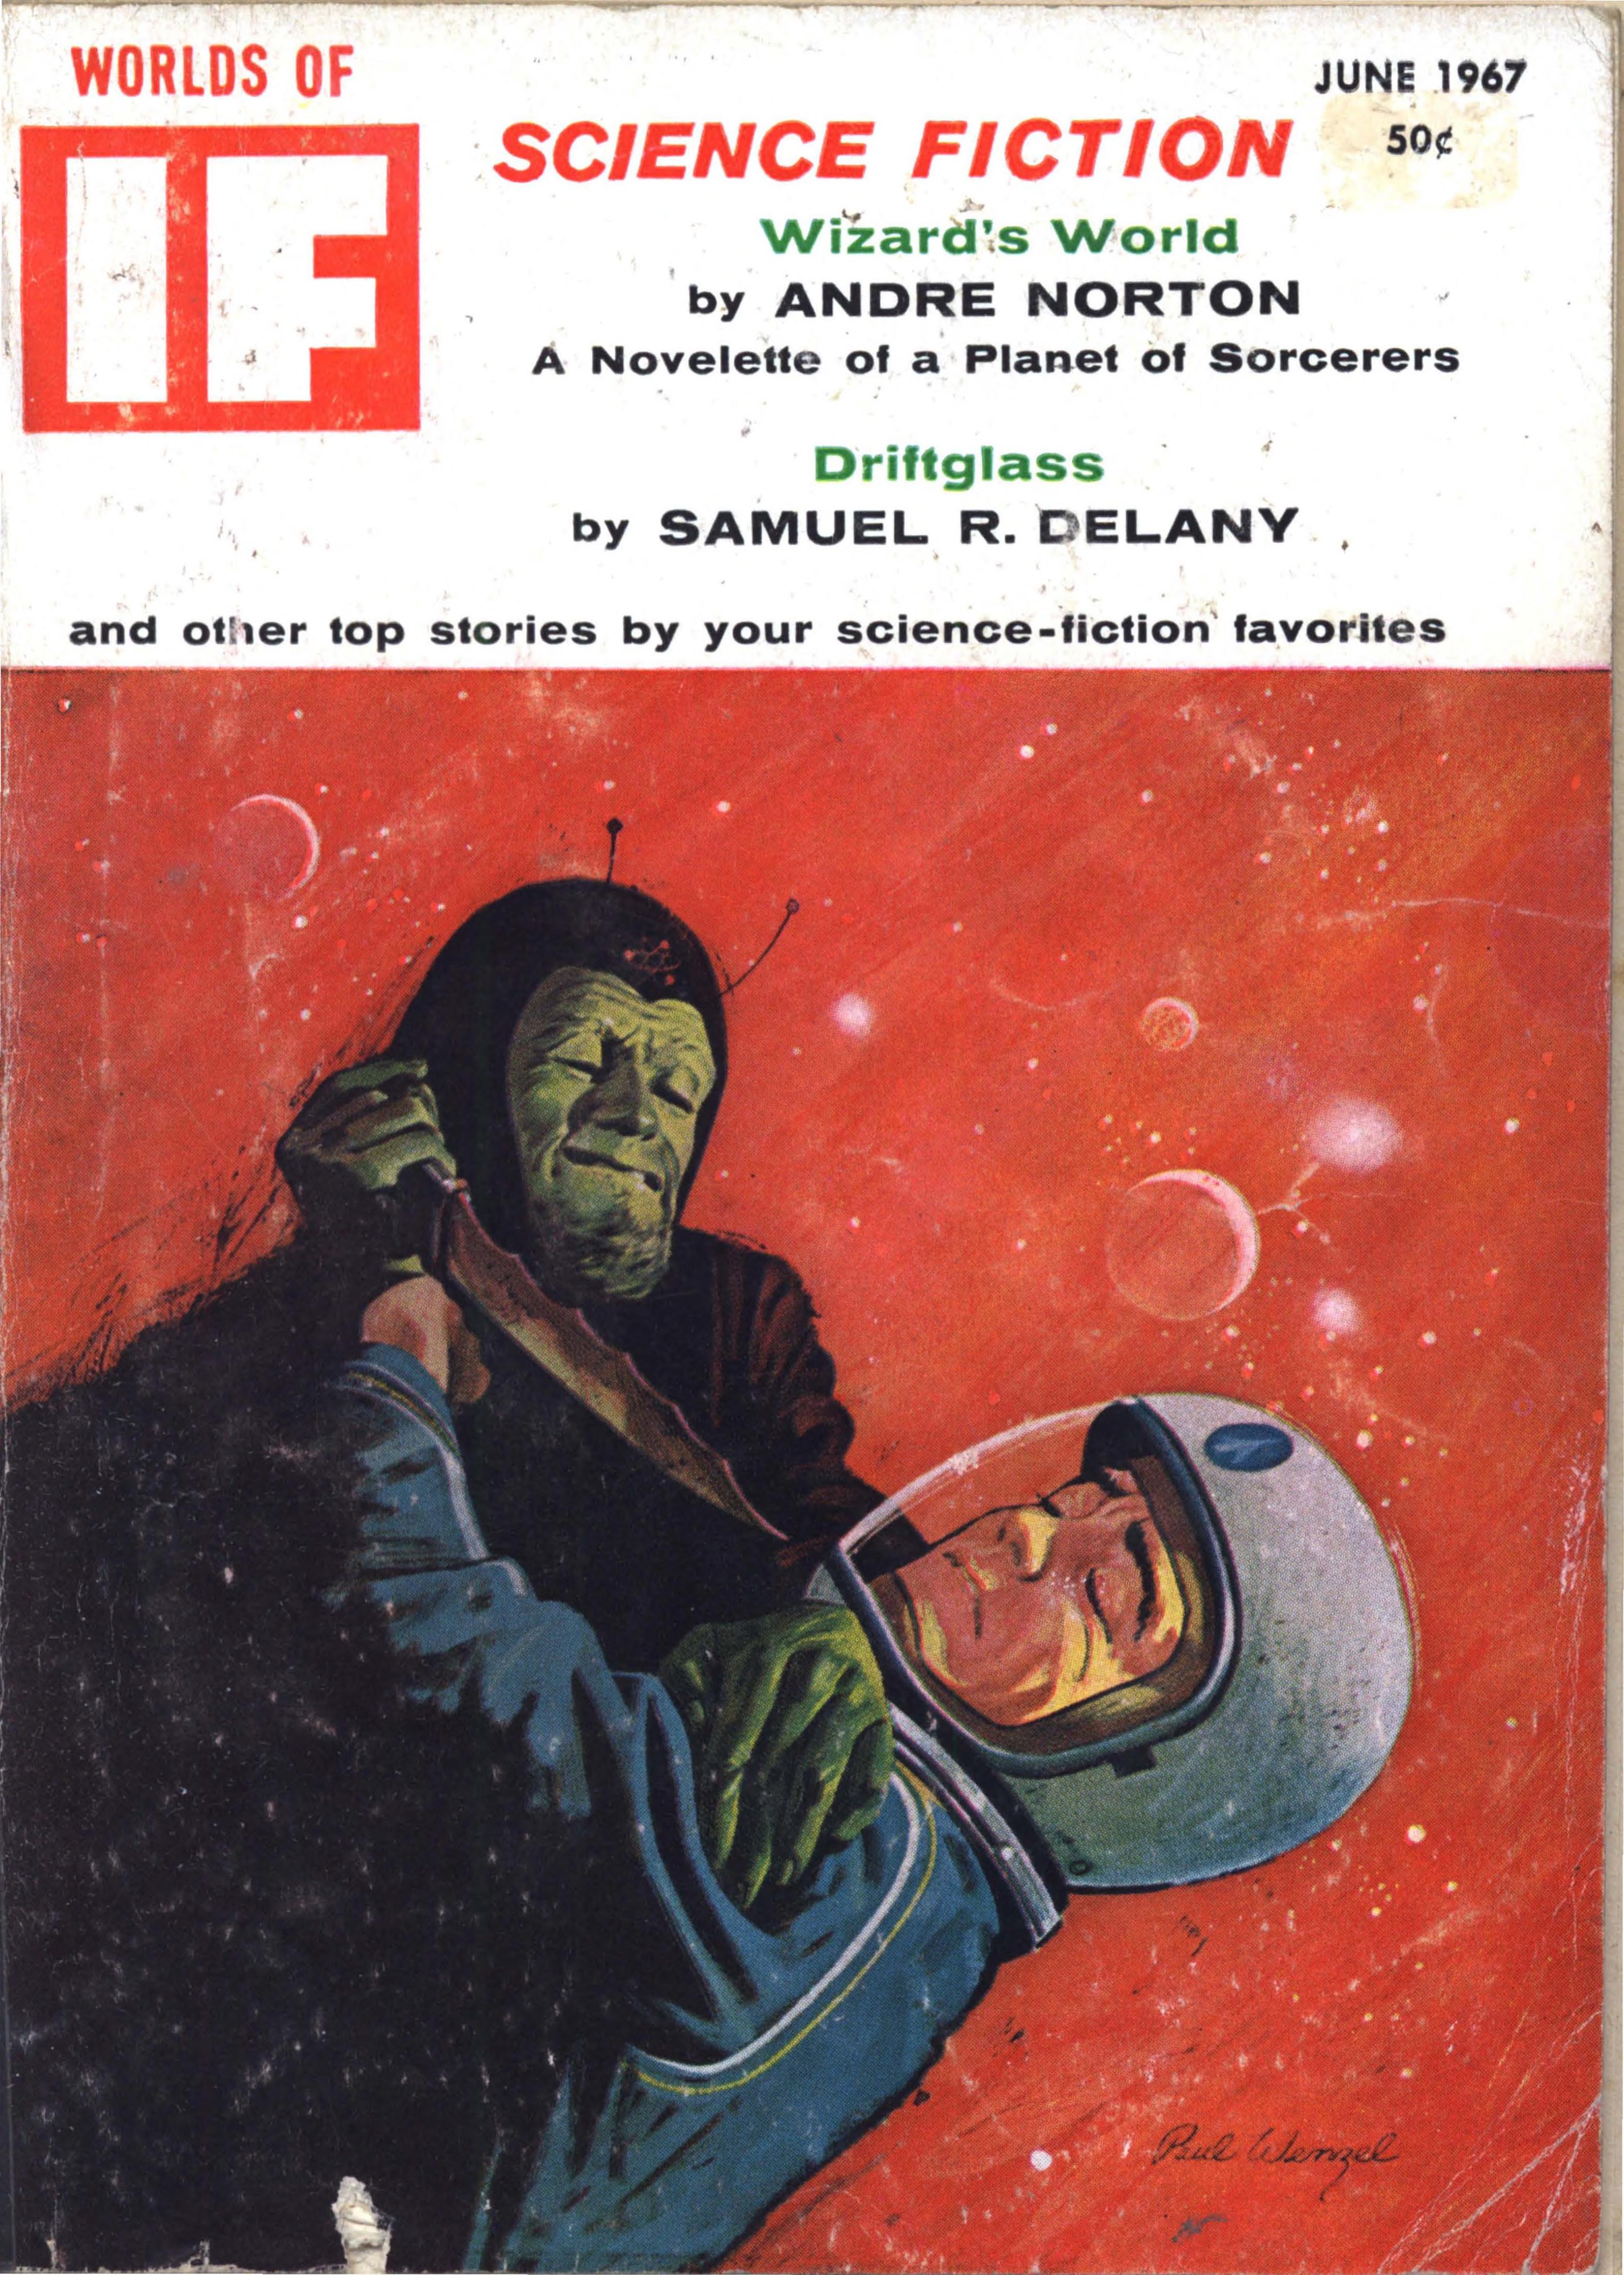 WORLDS OF
IF
SCIENCE FICTION
JUNE 1967
50¢
Wizard's World
by ANDRE NORTON
A Novelette of a Planet of Sorcerers
Driftglass
by SAMUEL R. DELANY
and other top stories by your science-fiction favorites
Paul Wenzel